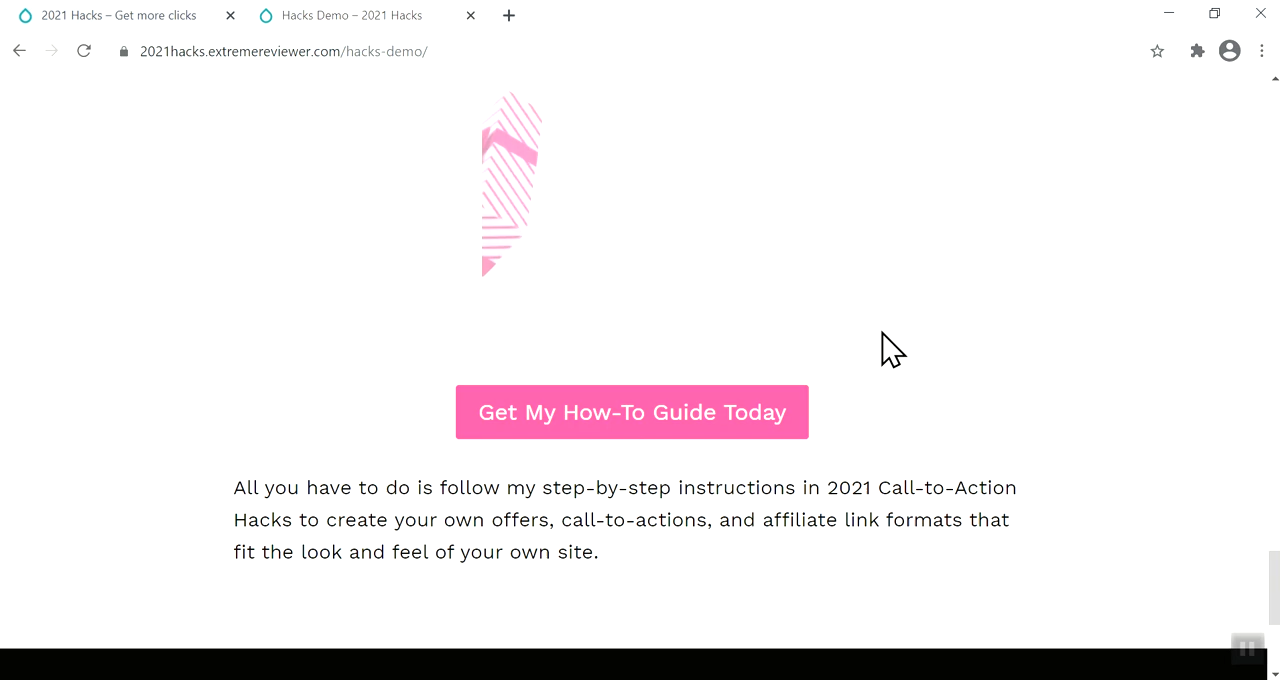 2021 Hacks – Get more clicks
Hacks Demo – 2021 Hacks
2021hacks.extremereviewer.com/hacks-demo/
Get My How-To Guide Today
All you have to do is follow my step-by-step instructions in 2021 Call-to-Action
Hacks to create your own offers, call-to-actions, and affiliate link formats that
fit the look and feel of your own site.